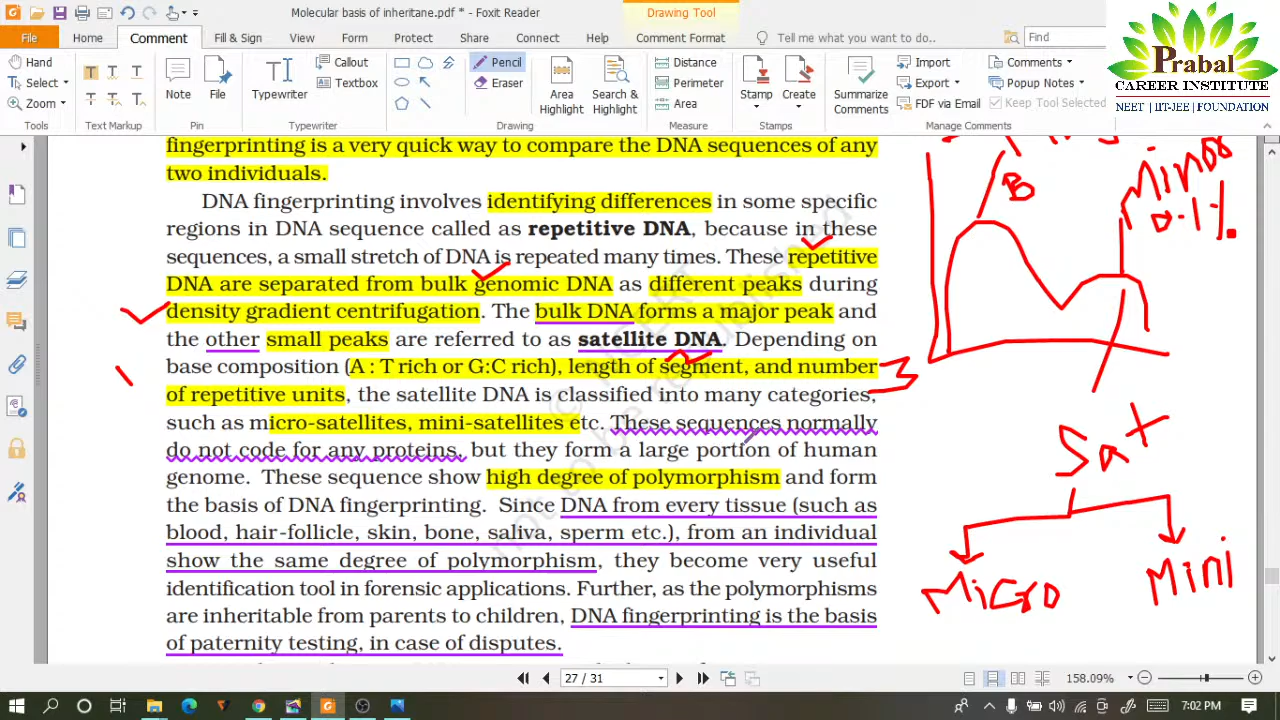 Molecular basis of inheritane.pdf * - Foxit Reader
Drawing Tool
File Home Comment Fill & Sign View Form Protect Share Connect Help Comment Format Tell me what you want to do... Find
Hand
Select
Zoom
Tools
Text Markup
Note
File
Pin
Typewriter
Callout
Textbox
Typewriter
Pencil
Eraser
Drawing
Area Highlight
Search & Highlight
Distance
Perimeter
Area
Measure
Stamp
Create
Stamps
Summarize Comments
Import
Export
FDF via Email
Comments
Popup Notes
Keep Tool Selected
Manage Comments
Prabal
CAREER INSTITUTE
NEET | IIT-JEE | FOUNDATION
fingerprinting is a very quick way to compare the DNA sequences of any
two individuals.
DNA fingerprinting involves identifying differences in some specific
regions in DNA sequence called as repetitive DNA, because in these
sequences, a small stretch of DNA is repeated many times. These repetitive
DNA are separated from bulk genomic DNA as different peaks during
density gradient centrifugation. The bulk DNA forms a major peak and
the other small peaks are referred to as satellite DNA. Depending on
base composition (A : T rich or G:C rich), length of segment, and number
of repetitive units, the satellite DNA is classified into many categories,
such as micro-satellites, mini-satellites etc. These sequences normally
do not code for any proteins, but they form a large portion of human
genome. These sequence show high degree of polymorphism and form
the basis of DNA fingerprinting. Since DNA from every tissue (such as
blood, hair-follicle, skin, bone, saliva, sperm etc.), from an individual
show the same degree of polymorphism, they become very useful
identification tool in forensic applications. Further, as the polymorphisms
are inheritable from parents to children, DNA fingerprinting is the basis
of paternity testing, in case of disputes.
© NCERT
not to be republished
B
Minor
0.1%.
3
Sat
Micro
Mini
27 / 31
158.09%
7:02 PM